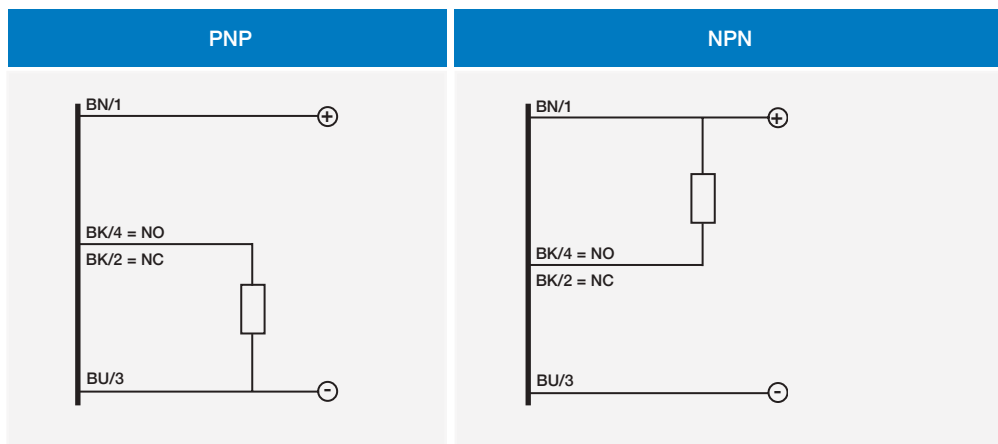 PNP
BN/1
+
BK/4 = NO
BK/2 = NC
BU/3
-
NPN
BN/1
+
BK/4 = NO
BK/2 = NC
BU/3
-